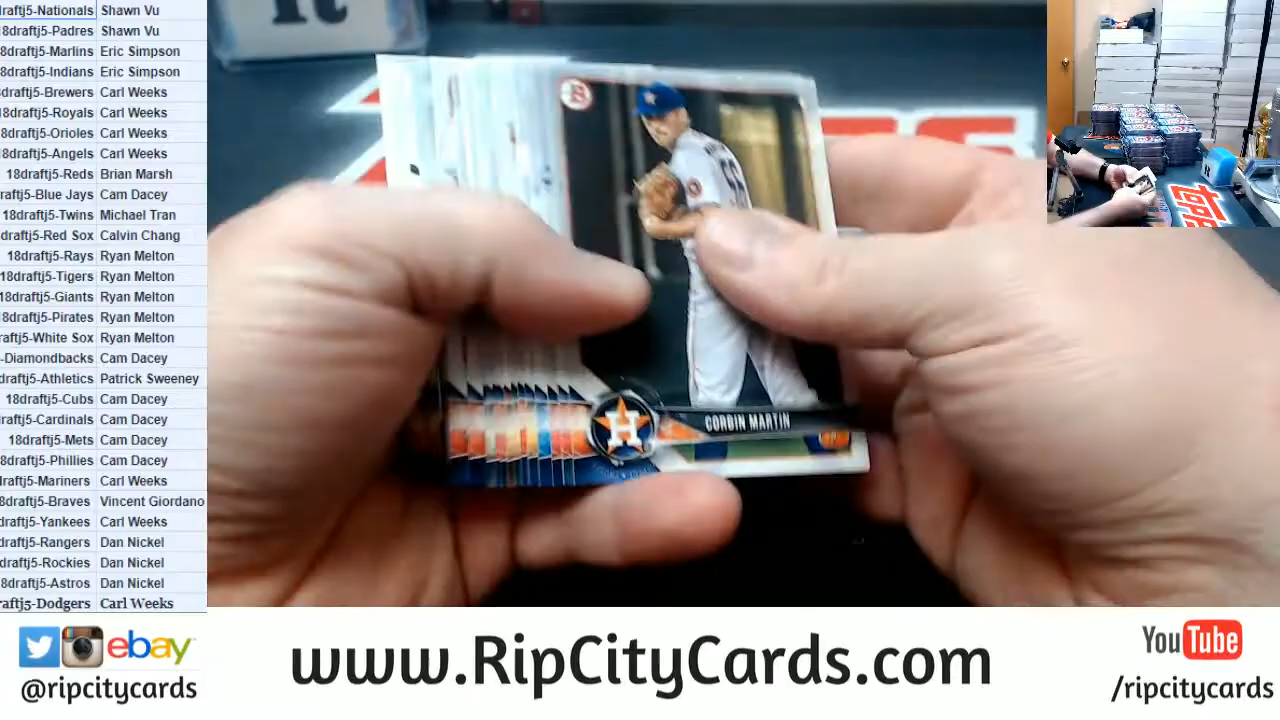 raftj5-Nationals Shawn Vu
8draftj5-Padres Shawn Vu
8draftj5-Marlins Eric Simpson
8draftj5-Indians Eric Simpson
draftj5-Brewers Carl Weeks
8draftj5-Royals Carl Weeks
8draftj5-Orioles Carl Weeks
8draftj5-Angels Carl Weeks
18draftj5-Reds Brian Marsh
raftj5-Blue Jays Cam Dacey
18draftj5-Twins Michael Tran
draftj5-Red Sox Calvin Chang
18draftj5-Rays Ryan Melton
18draftj5-Tigers Ryan Melton
8draftj5-Giants Ryan Melton
8draftj5-Pirates Ryan Melton
raftj5-White Sox Ryan Melton
-Diamondbacks Cam Dacey
draftj5-Athletics Patrick Sweeney
18draftj5-Cubs Cam Dacey
draftj5-Cardinals Cam Dacey
18draftj5-Mets Cam Dacey
draftj5-Phillies Cam Dacey
draftj5-Mariners Carl Weeks
8draftj5-Braves Vincent Giordano
draftj5-Yankees Carl Weeks
draftj5-Rangers Dan Nickel
draftj5-Rockies Dan Nickel
8draftj5-Astros Dan Nickel
aftj5-Dodgers Carl Weeks
it
B
H
CORBIN MARTIN
ebay
@ripcitycards
www.RipCityCards.com
YouTube
/ripcitycards